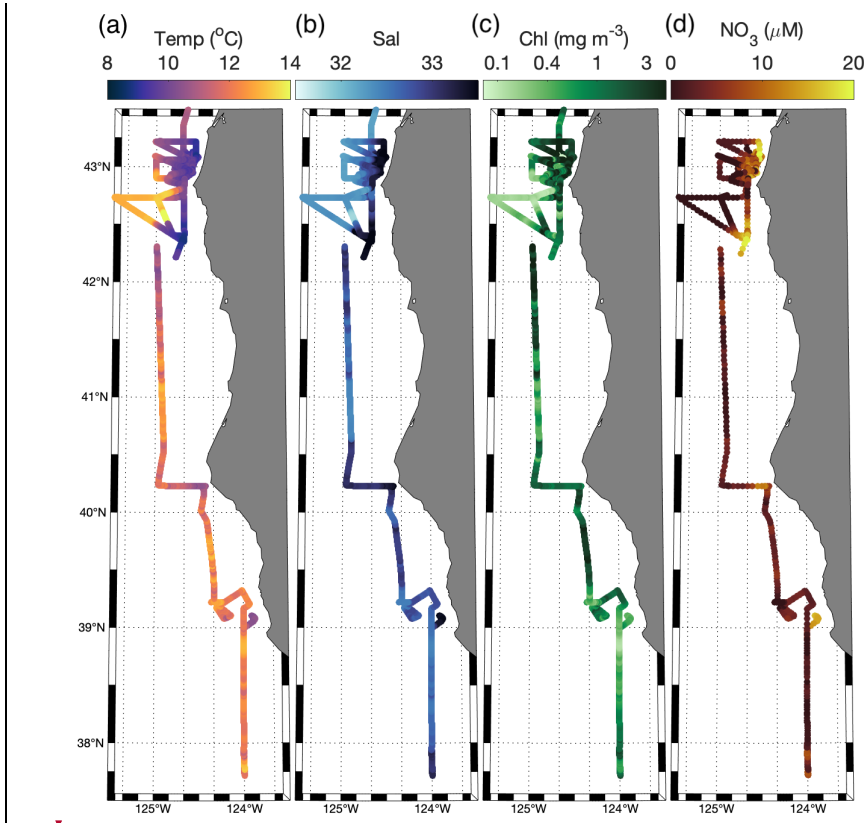 (a) Temp (°C) (b) Sal (c) Chl (mg m⁻³) (d) NO₃ (μM)
8 10 12 14 32 33 0.1 0.4 1 3 0 10 20
43°N
42°N
41°N
40°N
39°N
38°N
125°W 124°W 125°W 124°W 125°W 124°W 125°W 124°W